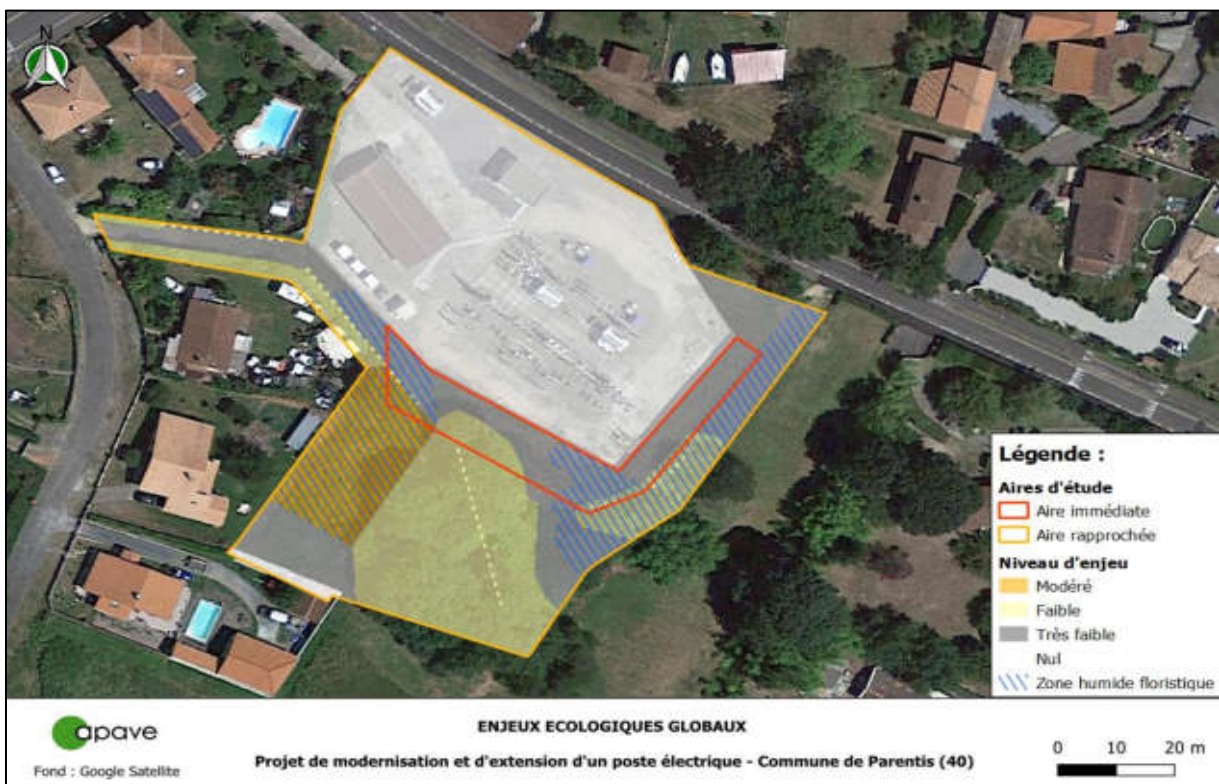 N
Légende :
Aires d'étude
Aire immédiate
Aire rapprochée
Niveau d'enjeu
Modéré
Faible
Très faible
Nul
Zone humide floristique
apave
Fond : Google Satellite
ENJEUX ECOLOGIQUES GLOBAUX
Projet de modernisation et d'extension d'un poste électrique - Commune de Parentis (40)
0 10 20 m